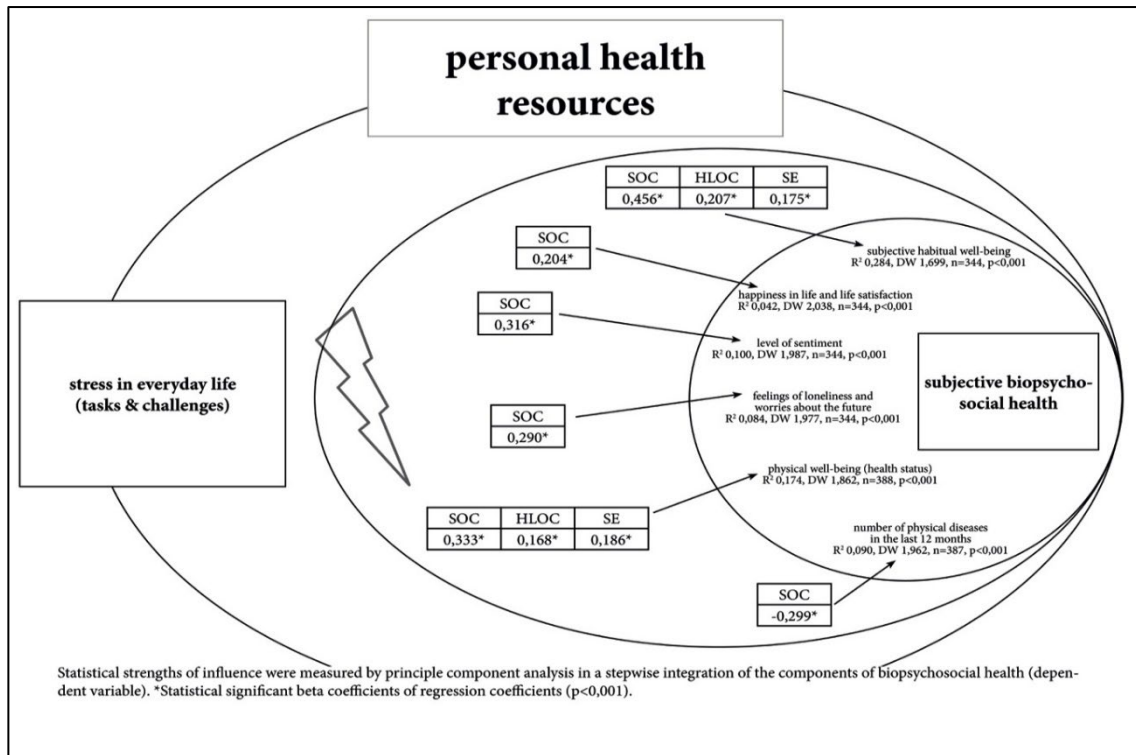 personal health
resources
SOC HLOC SE
0,456* 0,207* 0,175*
subjective habitual well-being
R² 0,284, DW 1,699, n=344, p<0,001
SOC
0,204*
happiness in life and life satisfaction
R² 0,042, DW 2,038, n=344, p<0,001
SOC
0,316*
level of sentiment
R² 0,100, DW 1,987, n=344, p<0,001
stress in everyday life
(tasks & challenges)
subjective biopsycho-
social health
SOC
0,290*
feelings of loneliness and
worries about the future
R² 0,084, DW 1,977, n=344, p<0,001
physical well-being (health status)
R² 0,174, DW 1,862, n=388, p<0,001
SOC HLOC SE
0,333* 0,168* 0,186*
number of physical diseases
in the last 12 months
R² 0,090, DW 1,962, n=387, p<0,001
SOC
-0,299*
Statistical strengths of influence were measured by principle component analysis in a stepwise integration of the components of biopsychosocial health (depen-
dent variable). *Statistical significant beta coefficients of regression coefficients (p<0,001).